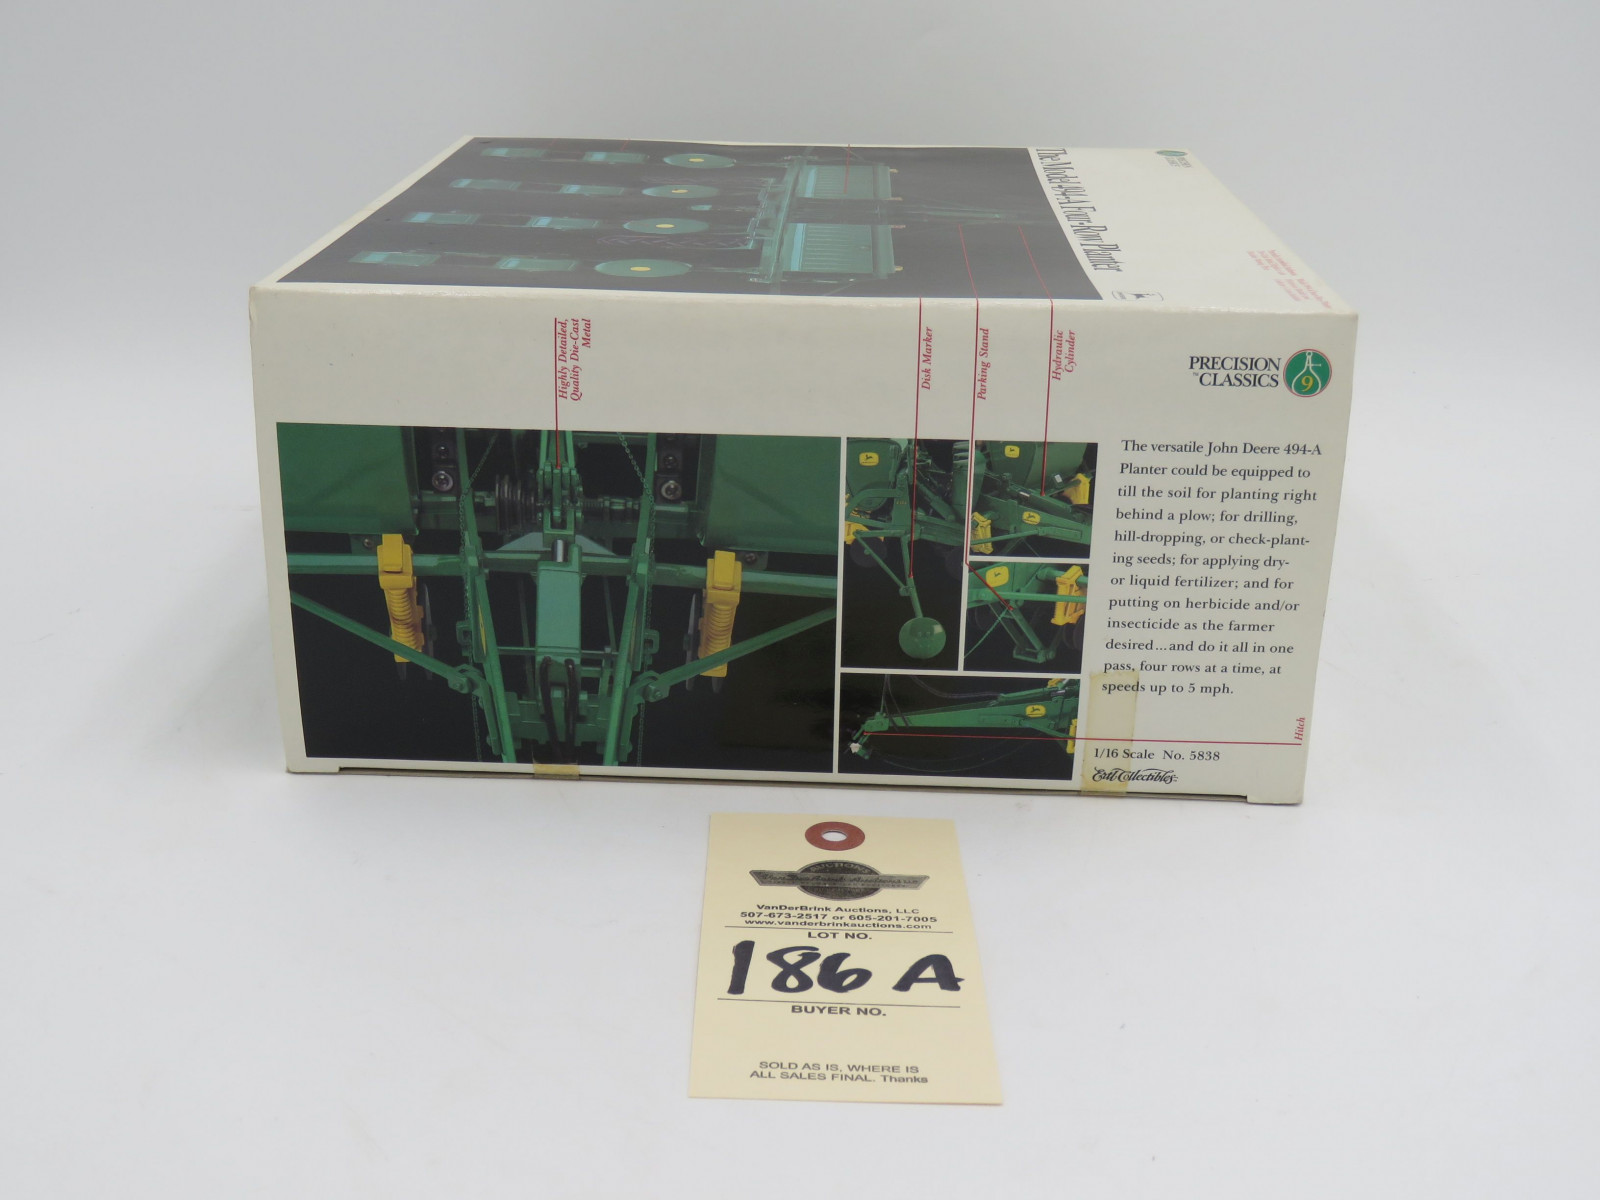 The Model 494-A Four-Row Planter
Highly Detailed,
Quality Die-Cast
Metal
Disk Marker
Parking Stand
Hydraulic
Cylinder
PRECISION
CLASSICS
TM
9
The versatile John Deere 494-A
Planter could be equipped to
till the soil for planting right
behind a plow; for drilling,
hill-dropping, or check-plant-
ing seeds; for applying dry-
or liquid fertilizer; and for
putting on herbicide and/or
insecticide as the farmer
desired...and do it all in one
pass, four rows at a time, at
speeds up to 5 mph.
Hitch
1/16 Scale No. 5838
Ertl Collectibles
AUCTIONS
VanDerBrink Auctions, LLC
507-673-2517 or 605-201-7005
www.vanderbrinkauctions.com
LOT NO.
186 A
BUYER NO.
SOLD AS IS, WHERE IS
ALL SALES FINAL. Thanks